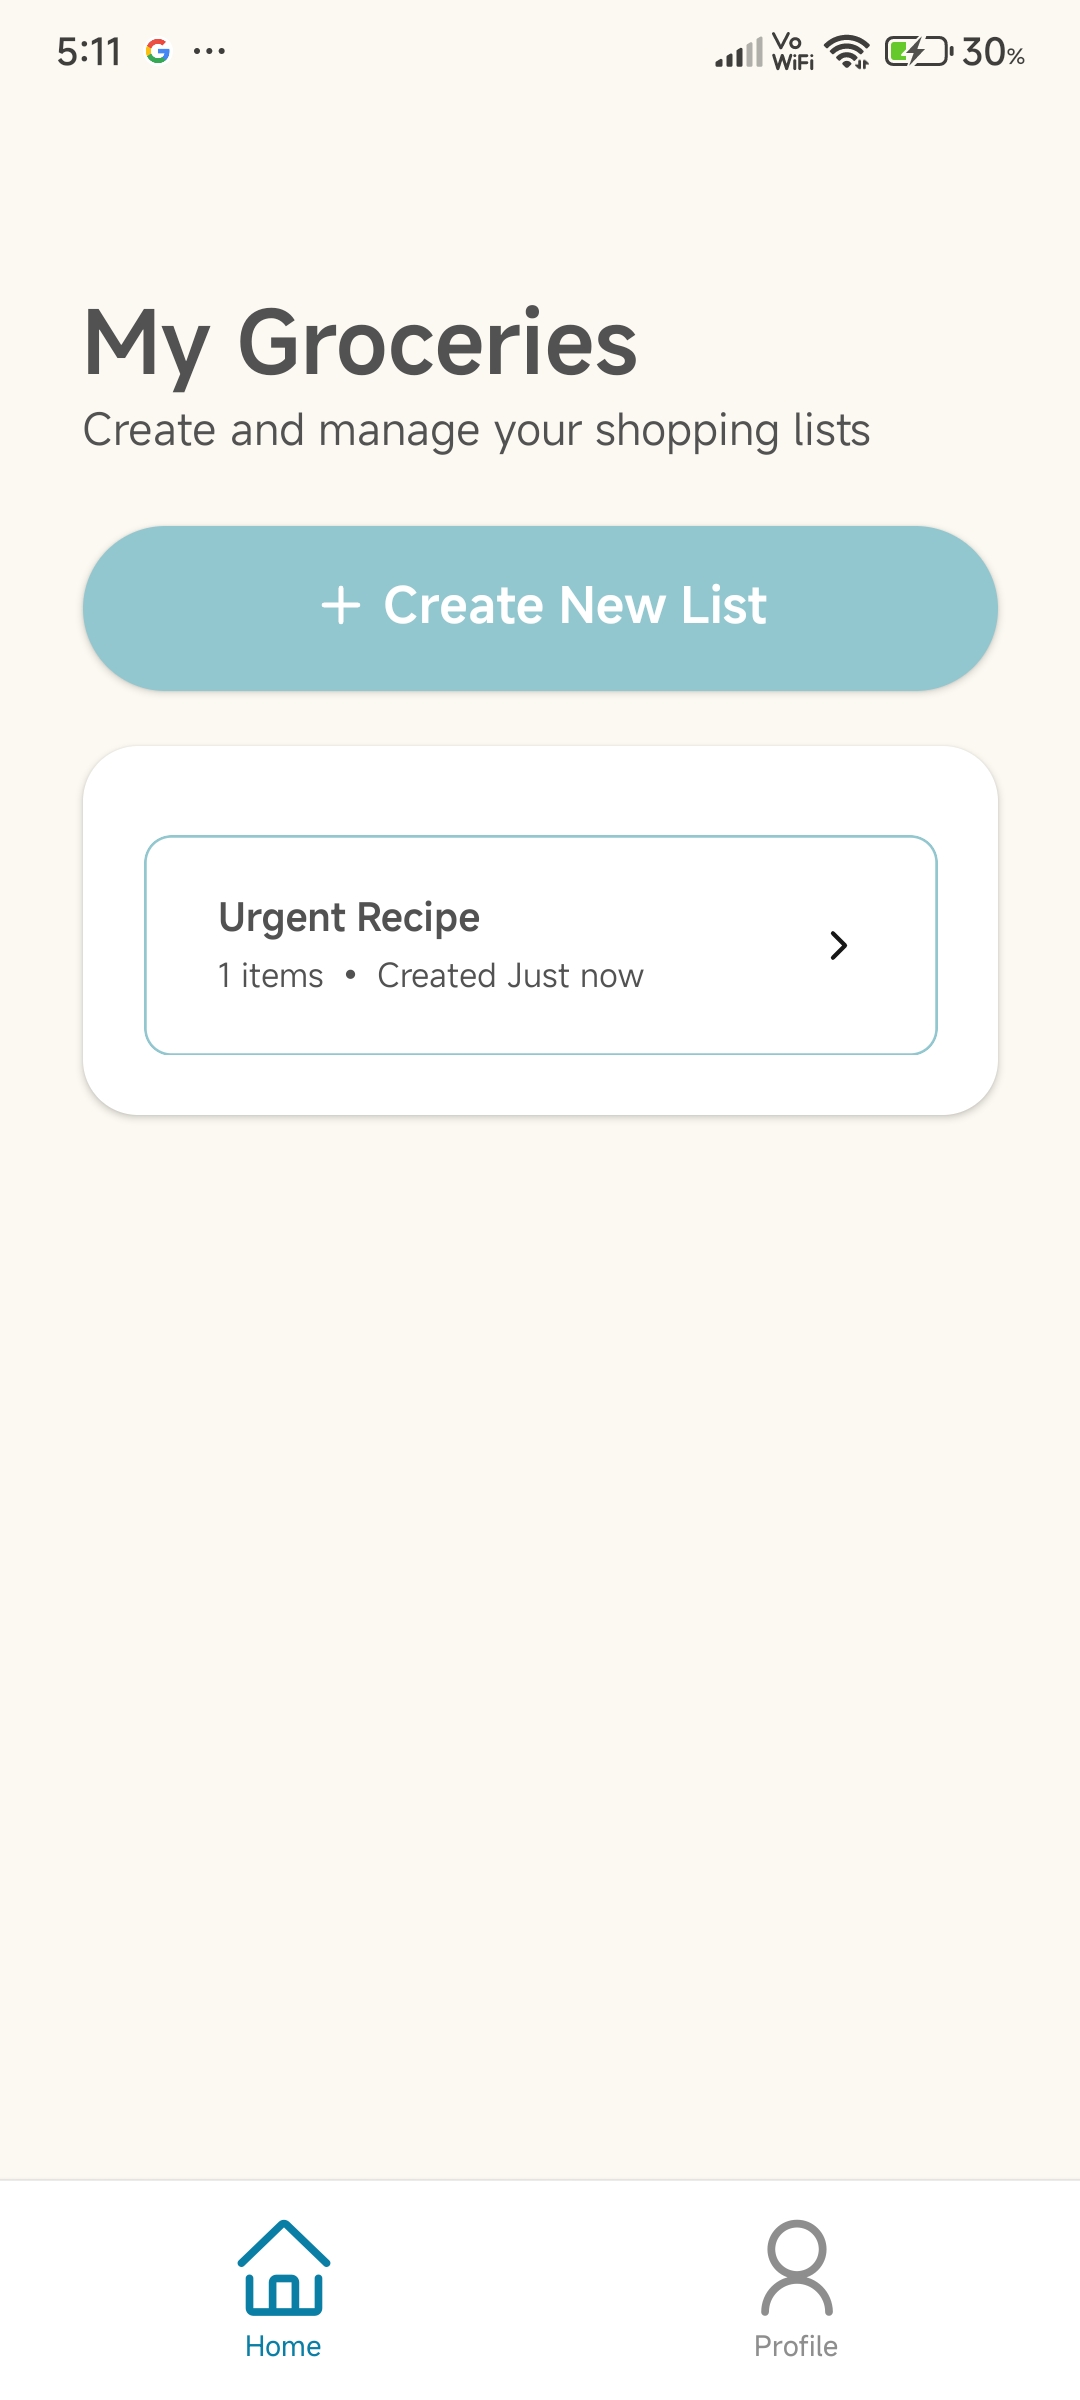 5:11 G ... Vo WiFi 30%
My Groceries
Create and manage your shopping lists
+ Create New List
Urgent Recipe
1 items • Created Just now
Home Profile